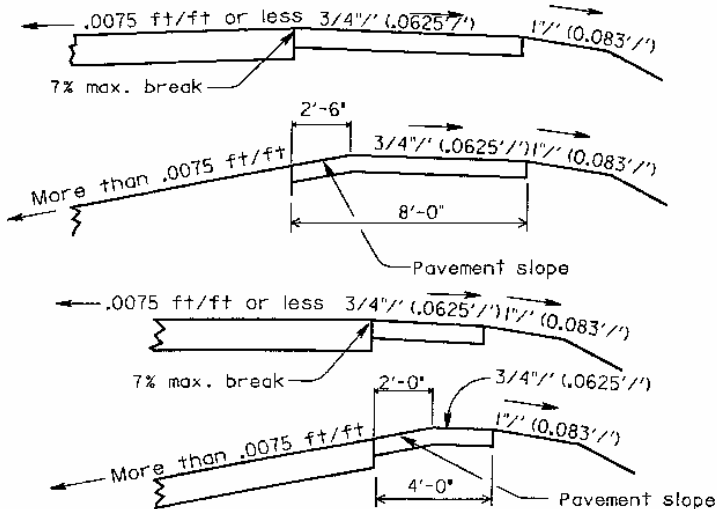 .0075 ft/ft or less 3/4"/' (.0625'/') 1"/' (0.083'/')
7% max. break
2'-6"
More than .0075 ft/ft 3/4"/' (.0625'/') 1"/' (0.083'/')
8'-0"
Pavement slope
.0075 ft/ft or less 3/4"/' (.0625'/') 1"/' (0.083'/')
7% max. break
2'-0" 3/4"/' (.0625'/')
More than .0075 ft/ft 1"/' (0.083'/')
4'-0"
Pavement slope